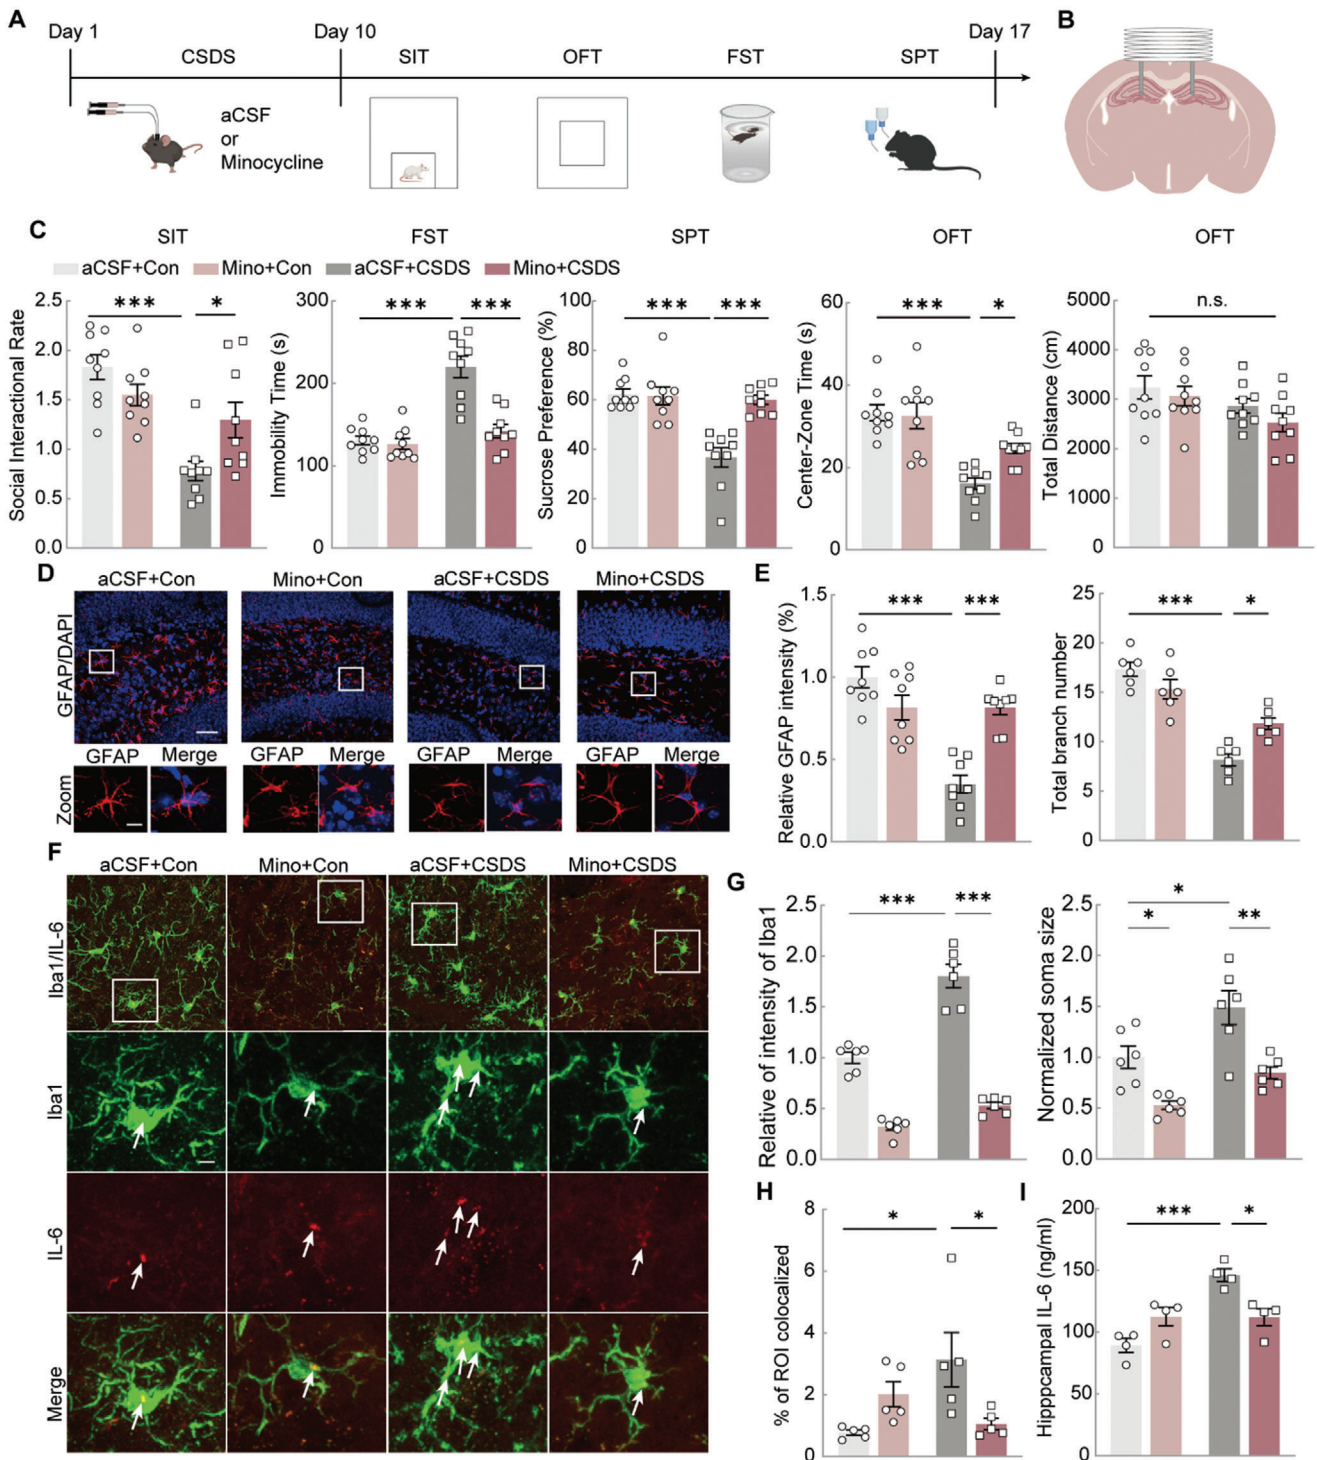 A
B
Day 1
Day 10
Day 17
CSDS
SIT
OFT
FST
SPT
aCSF
or
Minocycline
C
SIT
FST
SPT
OFT
OFT
aCSF+Con
Mino+Con
aCSF+CSDS
Mino+CSDS
Social Interactional Rate
2.5
2.0
1.5
1.0
0.5
0.0
***
*
Immobility Time (s)
300
200
100
0
***
***
Sucrose Preference (%)
100
80
60
40
20
0
***
***
Center-Zone Time (s)
60
40
20
0
***
*
Total Distance (cm)
5000
4000
3000
2000
1000
0
n.s.
D
aCSF+Con
Mino+Con
aCSF+CSDS
Mino+CSDS
GFAP/DAPI
GFAP
Merge
GFAP
Merge
GFAP
Merge
GFAP
Merge
Zoom
E
Relative GFAP intensity (%)
1.5
1.0
0.5
0.0
***
***
Total branch number
25
20
15
10
5
0
***
*
F
aCSF+Con
Mino+Con
aCSF+CSDS
Mino+CSDS
Iba1/IL-6
Iba1
IL-6
Merge
G
Relative of intensity of Iba1
2.5
2.0
1.5
1.0
0.5
0.0
***
***
Normalized soma size
2.5
2.0
1.5
1.0
0.5
0.0
*
*
**
H
% of ROI colocalized
8
6
4
2
0
*
*
I
Hipppcampal IL-6 (ng/ml)
200
150
100
50
0
***
*